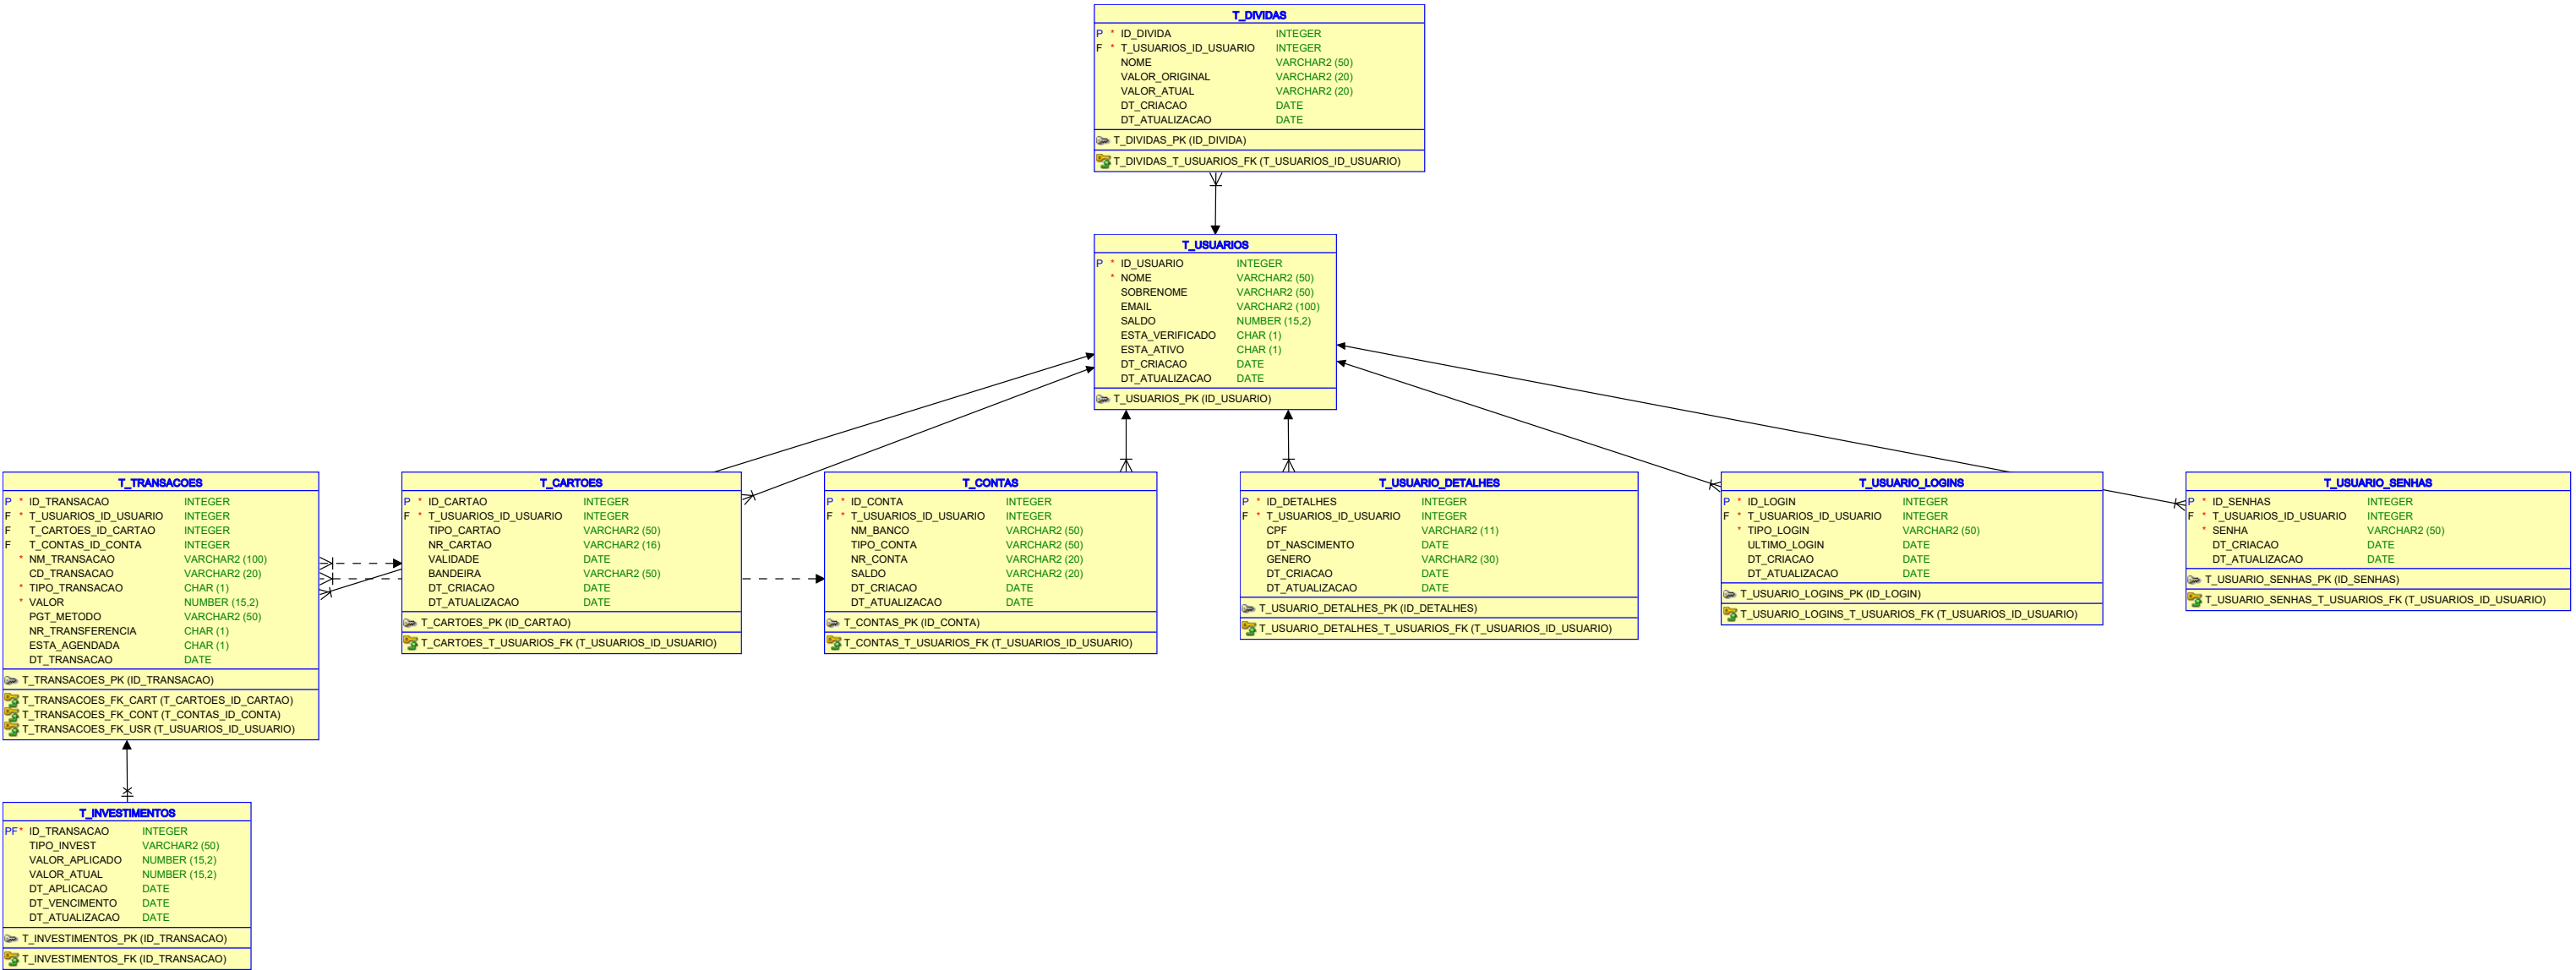 T_DIVIDAS
P * ID_DIVIDA INTEGER
F * T_USUARIOS_ID_USUARIO INTEGER
NOME VARCHAR2 (50)
VALOR_ORIGINAL VARCHAR2 (20)
VALOR_ATUAL VARCHAR2 (20)
DT_CRIACAO DATE
DT_ATUALIZACAO DATE
T_DIVIDAS_PK (ID_DIVIDA)
T_DIVIDAS_T_USUARIOS_FK (T_USUARIOS_ID_USUARIO)
T_USUARIOS
P * ID_USUARIO INTEGER
* NOME VARCHAR2 (50)
SOBRENOME VARCHAR2 (50)
EMAIL VARCHAR2 (100)
SALDO NUMBER (15,2)
ESTA_VERIFICADO CHAR (1)
ESTA_ATIVO CHAR (1)
DT_CRIACAO DATE
DT_ATUALIZACAO DATE
T_USUARIOS_PK (ID_USUARIO)
T_TRANSACOES
P * ID_TRANSACAO INTEGER
F * T_USUARIOS_ID_USUARIO INTEGER
F T_CARTOES_ID_CARTAO INTEGER
F T_CONTAS_ID_CONTA INTEGER
* NM_TRANSACAO VARCHAR2 (100)
CD_TRANSACAO VARCHAR2 (20)
* TIPO_TRANSACAO CHAR (1)
* VALOR NUMBER (15,2)
PGT_METODO VARCHAR2 (50)
NR_TRANSFERENCIA CHAR (1)
ESTA_AGENDADA CHAR (1)
DT_TRANSACAO DATE
T_TRANSACOES_PK (ID_TRANSACAO)
T_TRANSACOES_FK_CART (T_CARTOES_ID_CARTAO)
T_TRANSACOES_FK_CONT (T_CONTAS_ID_CONTA)
T_TRANSACOES_FK_USR (T_USUARIOS_ID_USUARIO)
T_CARTOES
P * ID_CARTAO INTEGER
F * T_USUARIOS_ID_USUARIO INTEGER
TIPO_CARTAO VARCHAR2 (50)
NR_CARTAO VARCHAR2 (16)
VALIDADE DATE
BANDEIRA VARCHAR2 (50)
DT_CRIACAO DATE
DT_ATUALIZACAO DATE
T_CARTOES_PK (ID_CARTAO)
T_CARTOES_T_USUARIOS_FK (T_USUARIOS_ID_USUARIO)
T_CONTAS
P * ID_CONTA INTEGER
F * T_USUARIOS_ID_USUARIO INTEGER
NM_BANCO VARCHAR2 (50)
TIPO_CONTA VARCHAR2 (50)
NR_CONTA VARCHAR2 (20)
SALDO VARCHAR2 (20)
DT_CRIACAO DATE
DT_ATUALIZACAO DATE
T_CONTAS_PK (ID_CONTA)
T_CONTAS_T_USUARIOS_FK (T_USUARIOS_ID_USUARIO)
T_USUARIO_DETALHES
P * ID_DETALHES INTEGER
F * T_USUARIOS_ID_USUARIO INTEGER
CPF VARCHAR2 (11)
DT_NASCIMENTO DATE
GENERO VARCHAR2 (30)
DT_CRIACAO DATE
DT_ATUALIZACAO DATE
T_USUARIO_DETALHES_PK (ID_DETALHES)
T_USUARIO_DETALHES_T_USUARIOS_FK (T_USUARIOS_ID_USUARIO)
T_USUARIO_LOGINS
P * ID_LOGIN INTEGER
F * T_USUARIOS_ID_USUARIO INTEGER
* TIPO_LOGIN VARCHAR2 (50)
ULTIMO_LOGIN DATE
DT_CRIACAO DATE
DT_ATUALIZACAO DATE
T_USUARIO_LOGINS_PK (ID_LOGIN)
T_USUARIO_LOGINS_T_USUARIOS_FK (T_USUARIOS_ID_USUARIO)
T_USUARIO_SENHAS
P * ID_SENHAS INTEGER
F * T_USUARIOS_ID_USUARIO INTEGER
* SENHA VARCHAR2 (50)
DT_CRIACAO DATE
DT_ATUALIZACAO DATE
T_USUARIO_SENHAS_PK (ID_SENHAS)
T_USUARIO_SENHAS_T_USUARIOS_FK (T_USUARIOS_ID_USUARIO)
T_INVESTIMENTOS
PF * ID_TRANSACAO INTEGER
TIPO_INVEST VARCHAR2 (50)
VALOR_APLICADO NUMBER (15,2)
VALOR_ATUAL NUMBER (15,2)
DT_APLICACAO DATE
DT_VENCIMENTO DATE
DT_ATUALIZACAO DATE
T_INVESTIMENTOS_PK (ID_TRANSACAO)
T_INVESTIMENTOS_FK (ID_TRANSACAO)